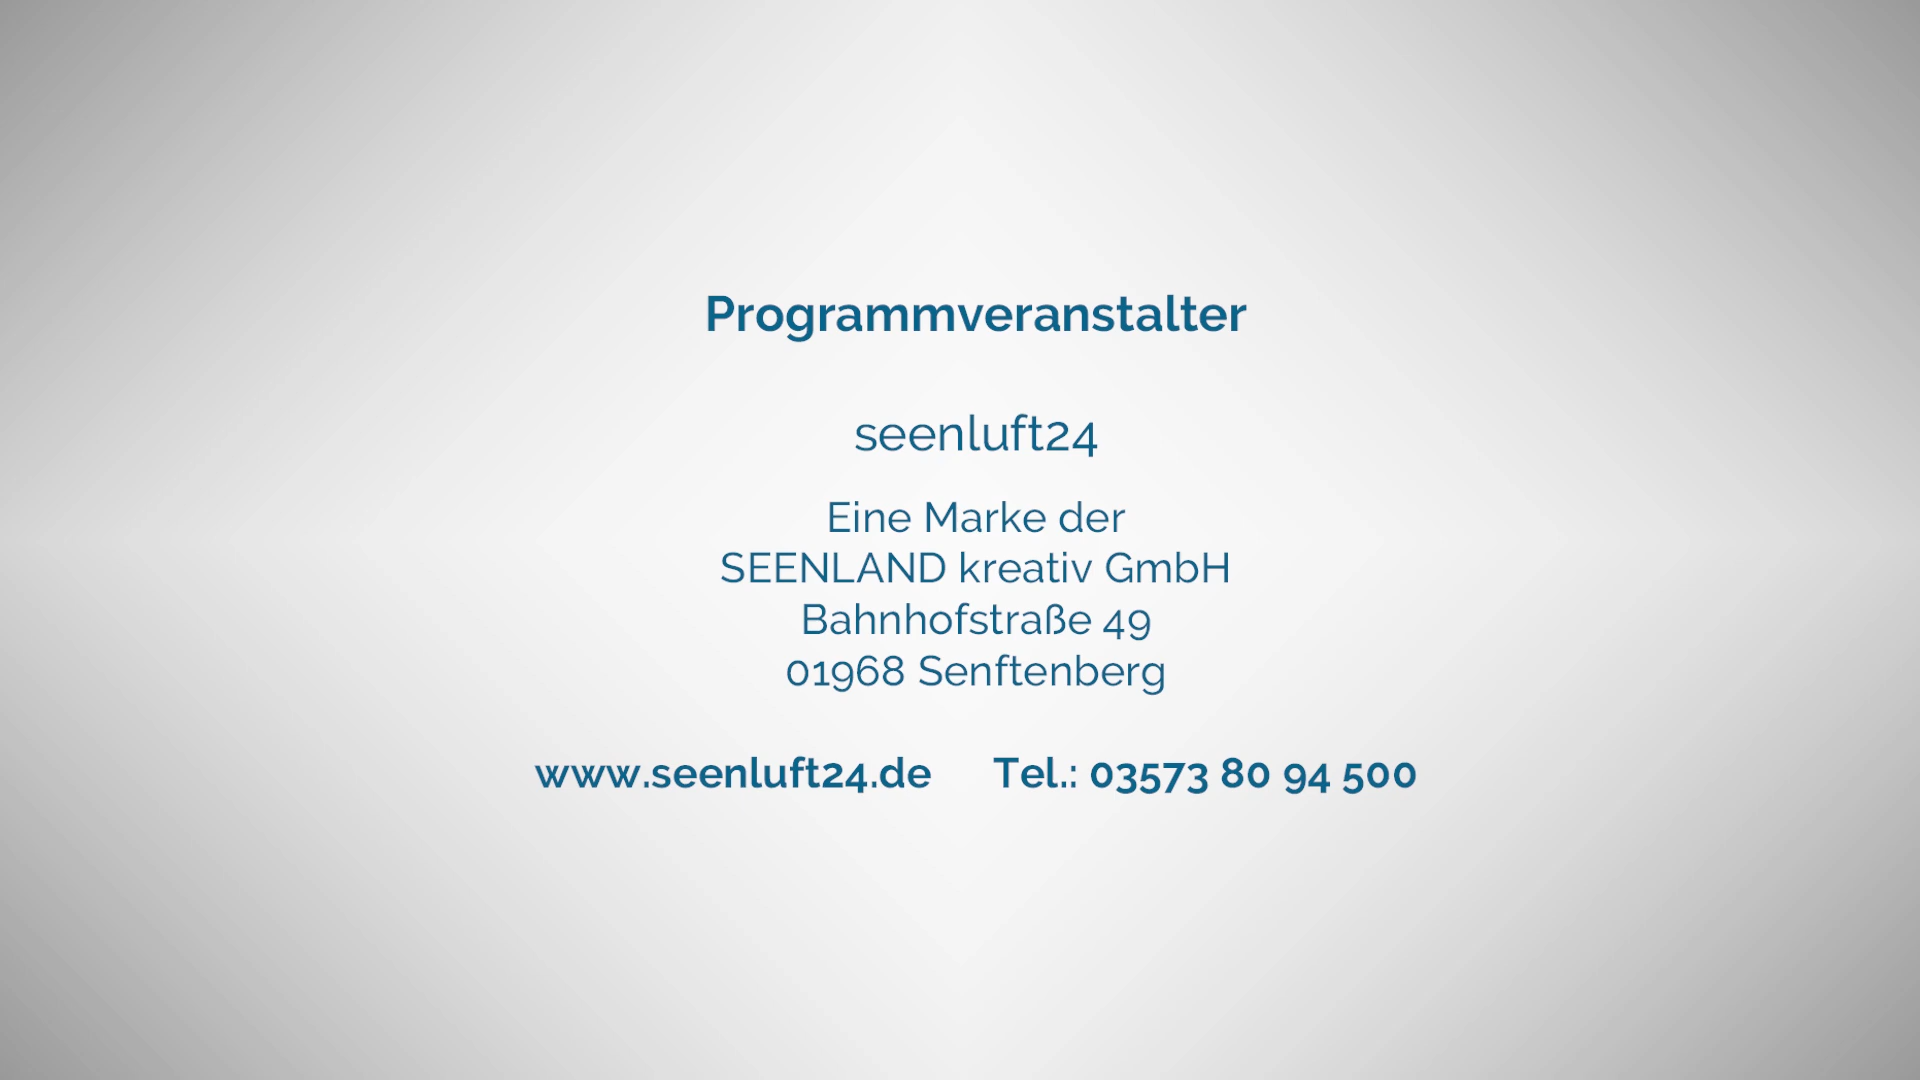 Programmveranstalter
seenluft24
Eine Marke der
SEENLAND kreativ GmbH
Bahnhofstraße 49
01968 Senftenberg
www.seenluft24.de Tel.: 03573 80 94 500